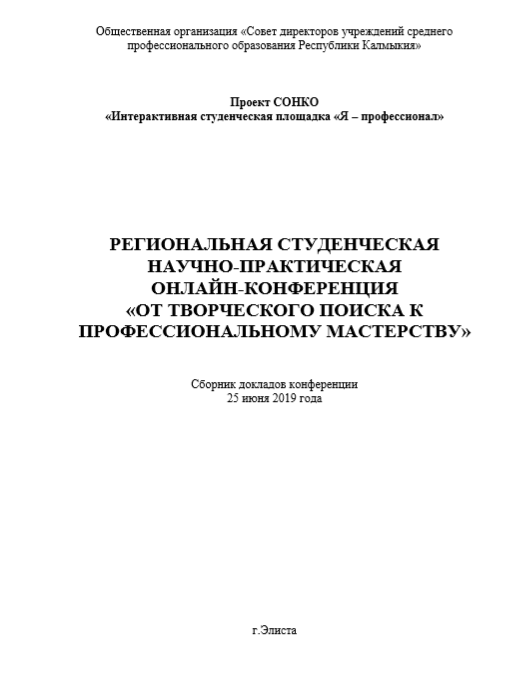 Общественная организация «Совет директоров учреждений среднего
профессионального образования Республики Калмыкия»
Проект СОНКО
«Интерактивная студенческая площадка «Я – профессионал»
РЕГИОНАЛЬНАЯ СТУДЕНЧЕСКАЯ
НАУЧНО-ПРАКТИЧЕСКАЯ
ОНЛАЙН-КОНФЕРЕНЦИЯ
«ОТ ТВОРЧЕСКОГО ПОИСКА К
ПРОФЕССИОНАЛЬНОМУ МАСТЕРСТВУ»
Сборник докладов конференции
25 июня 2019 года
г.Элиста